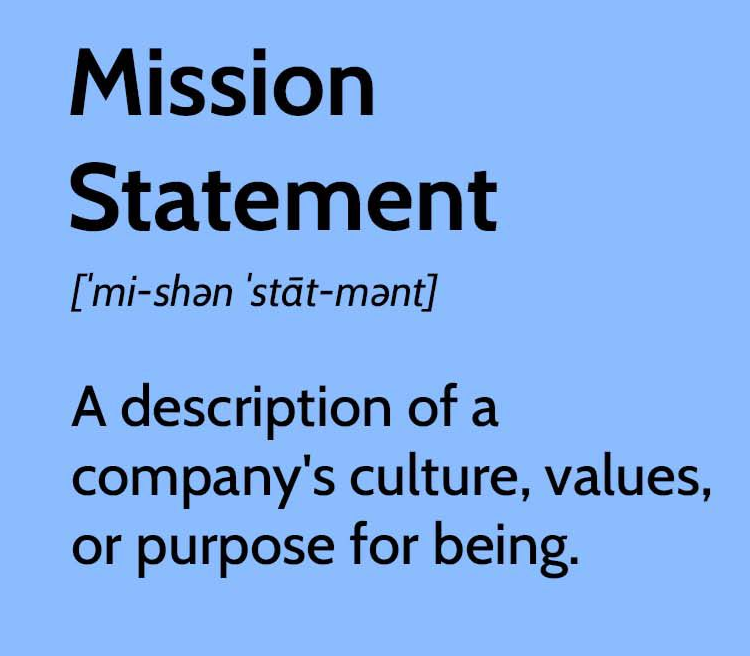 Mission
Statement
[ˈmi-shən ˈstāt-mənt]
A description of a
company's culture, values,
or purpose for being.